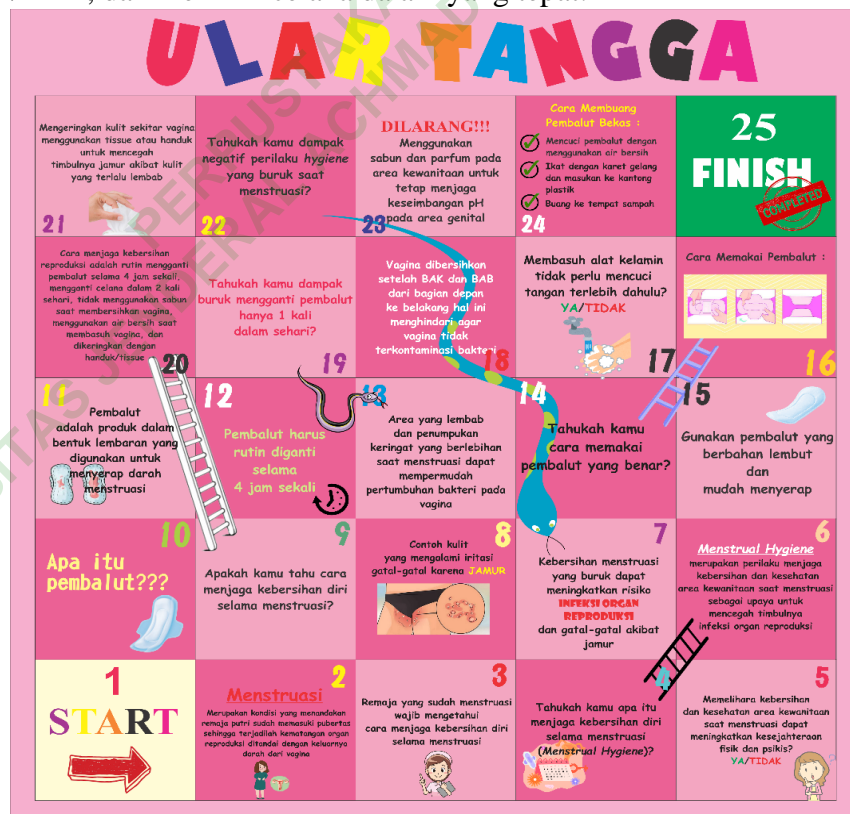 ULAR TANGGA
Mengeringkan kulit sekitar vagina
menggunakan tissue atau handuk
untuk mencegah
timbulnya jamur akibat kulit
yang terlalu lembab
21
Tahukah kamu dampak
negatif perilaku hygiene
yang buruk saat
menstruasi?
22
DILARANG!!!
Menggunakan
sabun dan parfum pada
area kewanitaan untuk
tetap menjaga
keseimbangan pH
pada area genital
23
Cara Membuang
Pembalut Bekas :
Mencuci pembalut dengan
menggunakan air bersih
Ikat dengan karet gelang
dan masukan ke kantong
plastik
Buang ke tempat sampah
24
25
FINISH
COMPLETED
Cara menjaga kebersihan
reproduksi adalah rutin mengganti
pembalut selama 4 jam sekali,
mengganti celana dalam 2 kali
sehari, tidak menggunakan sabun
saat membersihkan vagina,
menggunakan air bersih saat
membasuh vagina, dan
dikeringkan dengan
handuk/tissue
20
Tahukah kamu dampak
buruk mengganti pembalut
hanya 1 kali
dalam sehari?
19
Vagina dibersihkan
setelah BAK dan BAB
dari bagian depan
ke belakang hal ini
menghindari agar
vagina tidak
terkontaminasi bakteri
18
Membasuh alat kelamin
tidak perlu mencuci
tangan terlebih dahulu?
YA/TIDAK
17
Cara Memakai Pembalut :
16
11
Pembalut
adalah produk dalam
bentuk lembaran yang
digunakan untuk
menyerap darah
menstruasi
12
Pembalut harus
rutin diganti
selama
4 jam sekali
13
Area yang lembab
dan penumpukan
keringat yang berlebihan
saat menstruasi dapat
mempermudah
pertumbuhan bakteri pada
vagina
14
Tahukah kamu
cara memakai
pembalut yang benar?
15
Gunakan pembalut yang
berbahan lembut
dan
mudah menyerap
10
Apa itu
pembalut???
9
Apakah kamu tahu cara
menjaga kebersihan diri
selama menstruasi?
8
Contoh kulit
yang mengalami iritasi
gatal-gatal karena JAMUR
7
Kebersihan menstruasi
yang buruk dapat
meningkatkan risiko
INFEKSI ORGAN
REPRODUKSI
dan gatal-gatal akibat
jamur
6
Menstrual Hygiene
merupakan perilaku menjaga
kebersihan dan kesehatan
area kewanitaan saat menstruasi
sebagai upaya untuk
mencegah timbulnya
infeksi organ reproduksi
1
START
2
Menstruasi
Merupakan kondisi yang menandakan
remaja putri sudah memasuki pubertas
sehingga terjadilah kematangan organ
reproduksi ditandai dengan keluarnya
darah dari vagina
3
Remaja yang sudah menstruasi
wajib mengetahui
cara menjaga kebersihan diri
selama menstruasi
4
Tahukah kamu apa itu
menjaga kebersihan diri
selama menstruasi
(Menstrual Hygiene)?
5
Memelihara kebersihan
dan kesehatan area kewanitaan
saat menstruasi dapat
meningkatkan kesejahteraan
fisik dan psikis?
YA/TIDAK